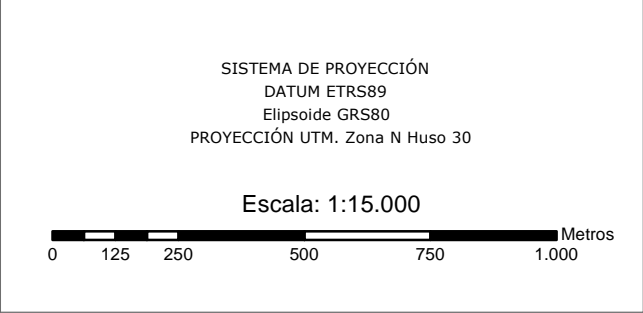 SISTEMA DE PROYECCIÓN
DATUM ETRS89
Elipsoide GRS80
PROYECCIÓN UTM. Zona N Huso 30
Escala: 1:15.000
Metros
0 125 250 500 750 1.000